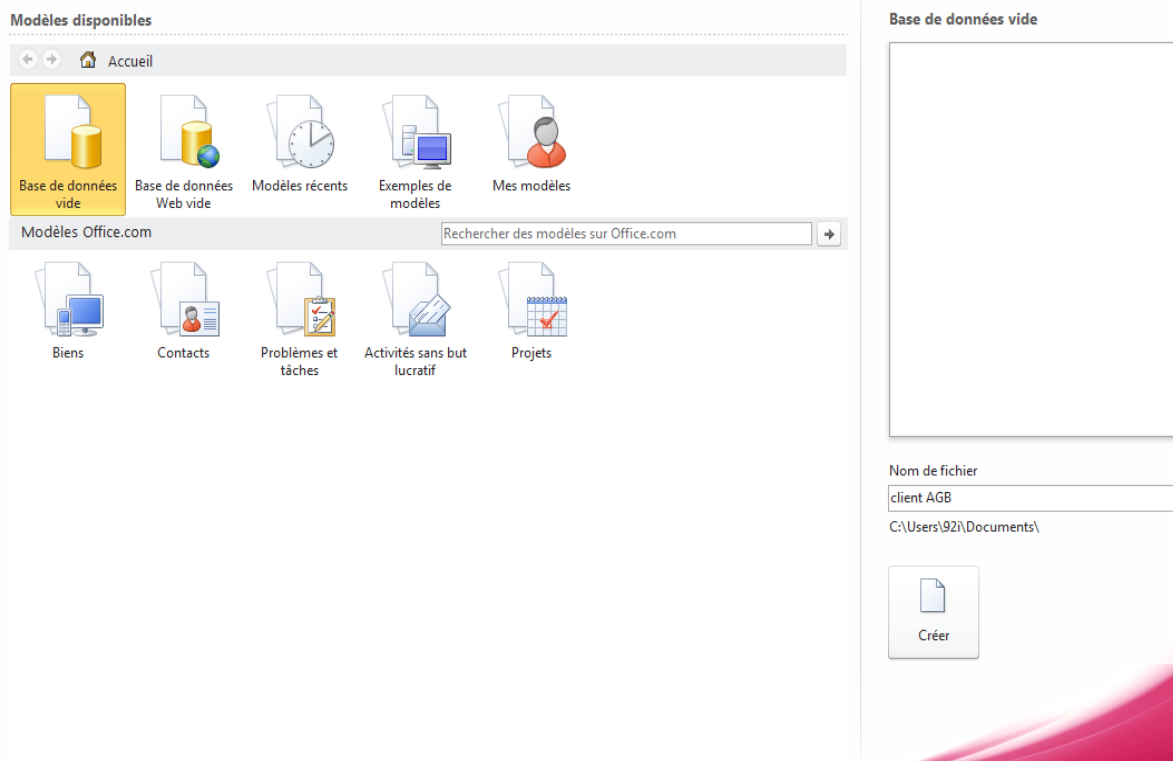 Modèles disponibles
Accueil
Base de données
vide
Base de données
Web vide
Modèles récents
Exemples de
modèles
Mes modèles
Modèles Office.com
Rechercher des modèles sur Office.com
Biens
Contacts
Problèmes et
tâches
Activités sans but
lucratif
Projets
Base de données vide
Nom de fichier
client AGB
C:\Users\92i\Documents\
Créer